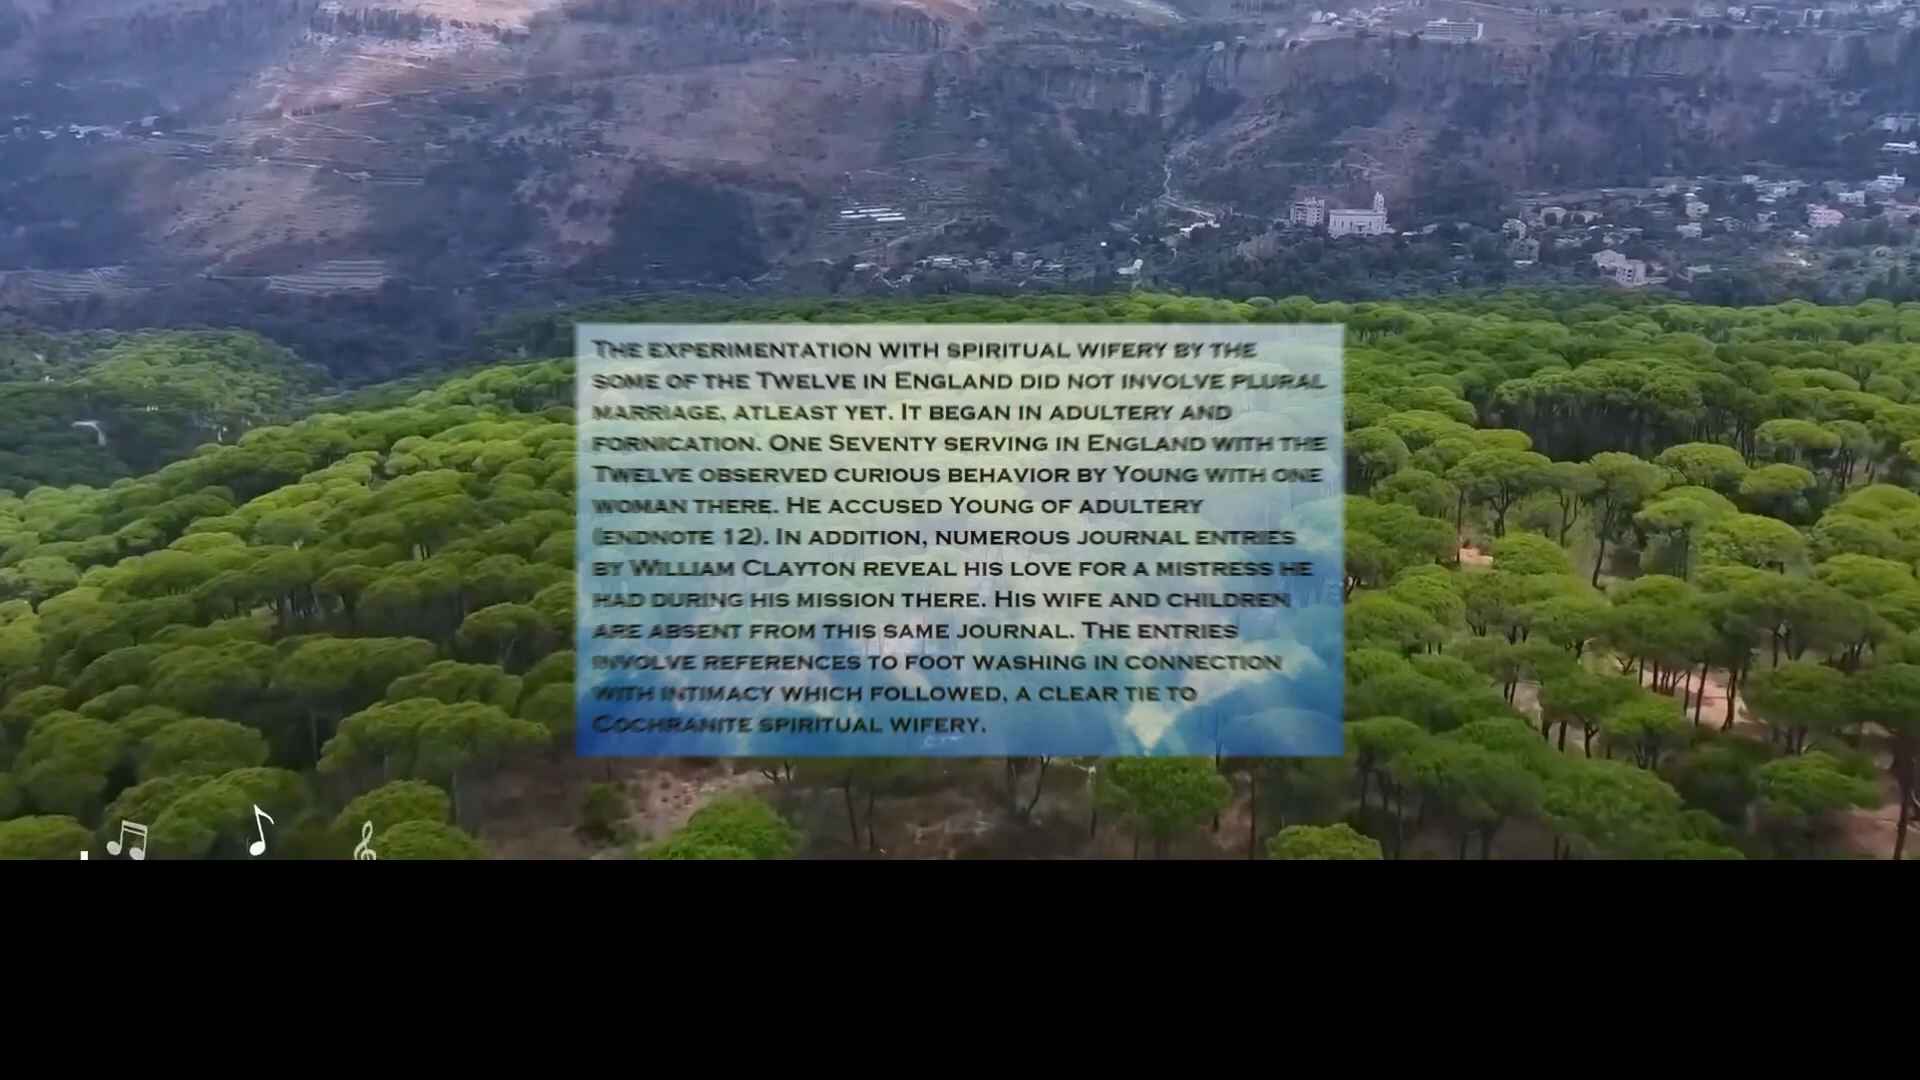 The experimentation with spiritual wifery by the
some of the Twelve in England did not involve plural
marriage, atleast yet. It began in adultery and
fornication. One Seventy serving in England with the
Twelve observed curious behavior by Young with one
woman there. He accused Young of adultery
(endnote 12). In addition, numerous journal entries
by William Clayton reveal his love for a mistress he
had during his mission there. His wife and children
are absent from this same journal. The entries
involve references to foot washing in connection
with intimacy which followed, a clear tie to
Cochranite spiritual wifery.